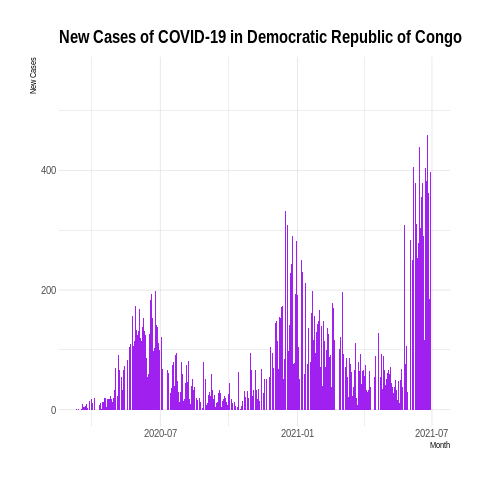 New Cases of COVID-19 in Democratic Republic of Congo
New Cases
400
200
0
2020-07
2021-01
2021-07
Month